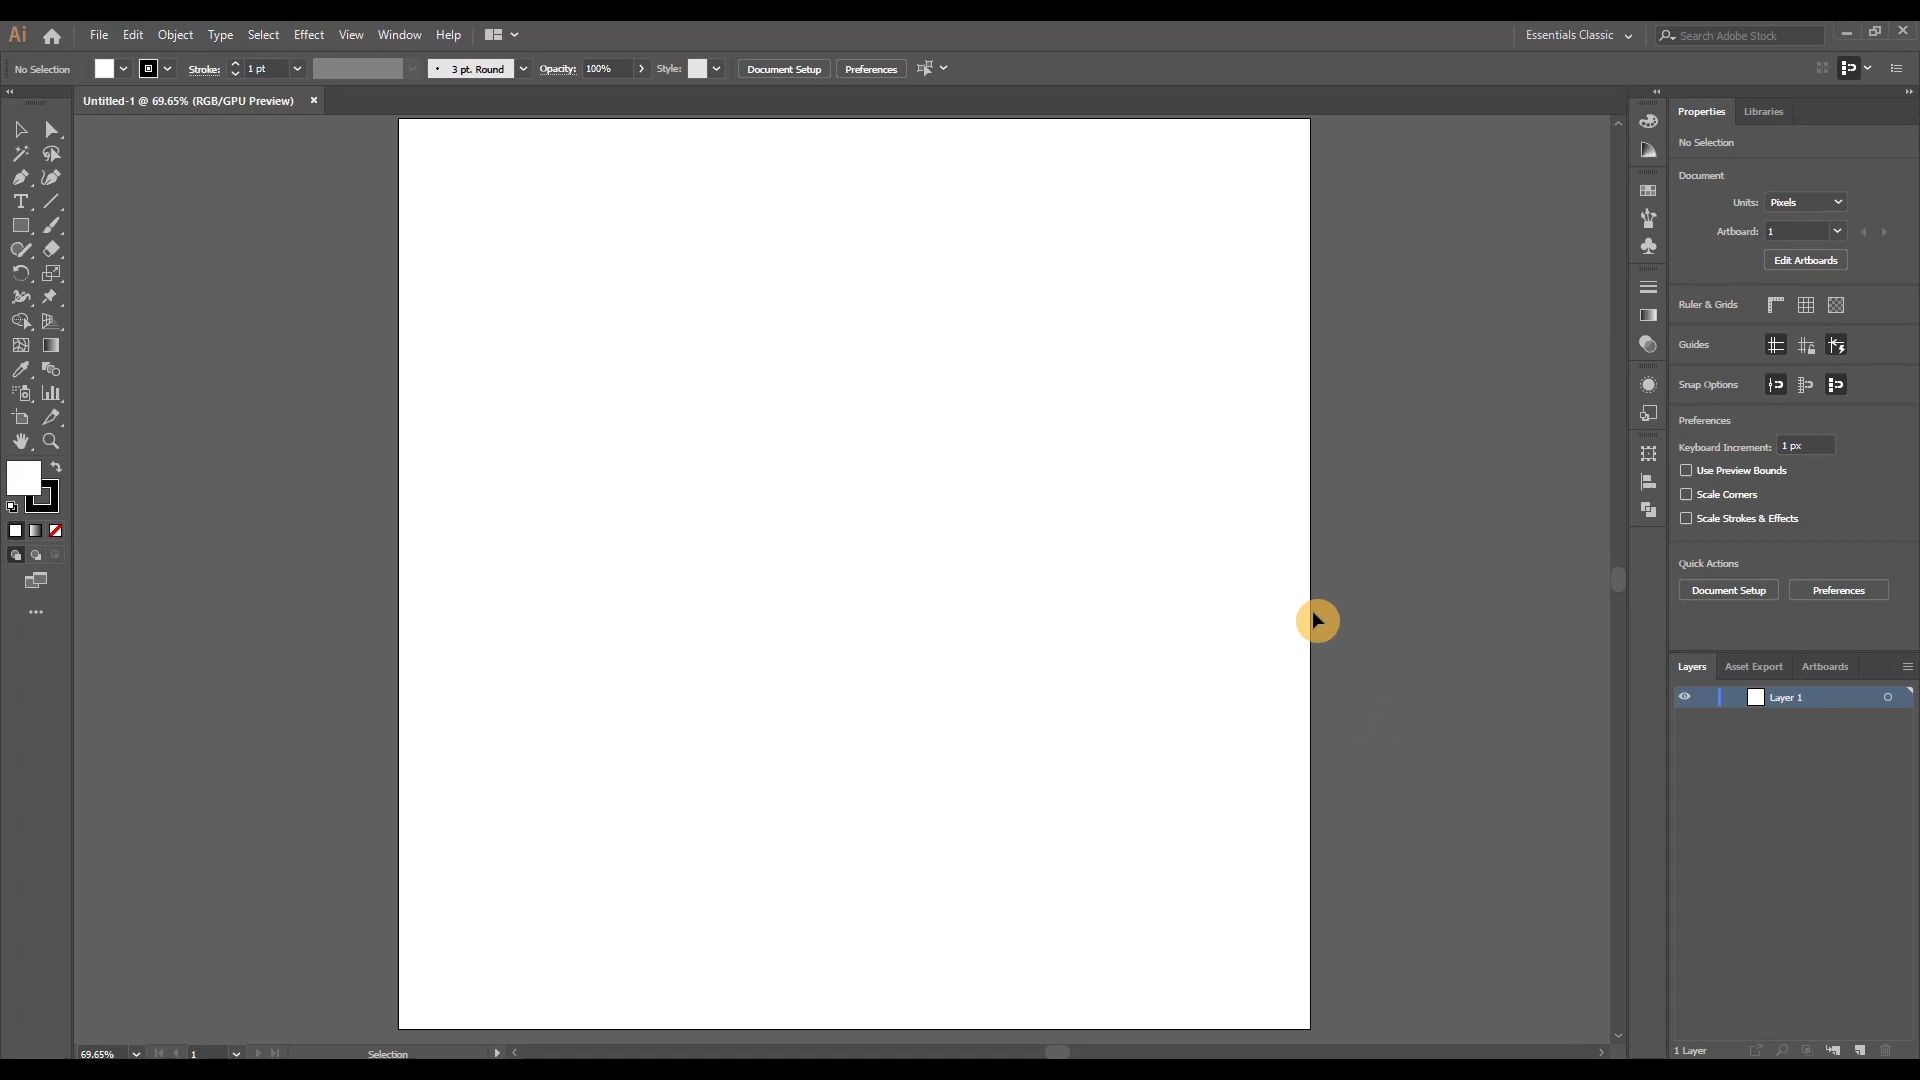 Ai File Edit Object Type Select Effect View Window Help Essentials Classic Search Adobe Stock
No Selection Stroke: 1 pt 3 pt. Round Opacity: 100% Style: Document Setup Preferences
Untitled-1 @ 69.65% (RGB/GPU Preview)
Properties Libraries
No Selection
Document
Units: Pixels
Artboard: 1
Edit Artboards
Ruler & Grids
Guides
Snap Options
Preferences
Keyboard Increment: 1 px
Use Preview Bounds
Scale Corners
Scale Strokes & Effects
Quick Actions
Document Setup Preferences
Layers Asset Export Artboards
Layer 1
69.65% 1 Selection 1 Layer